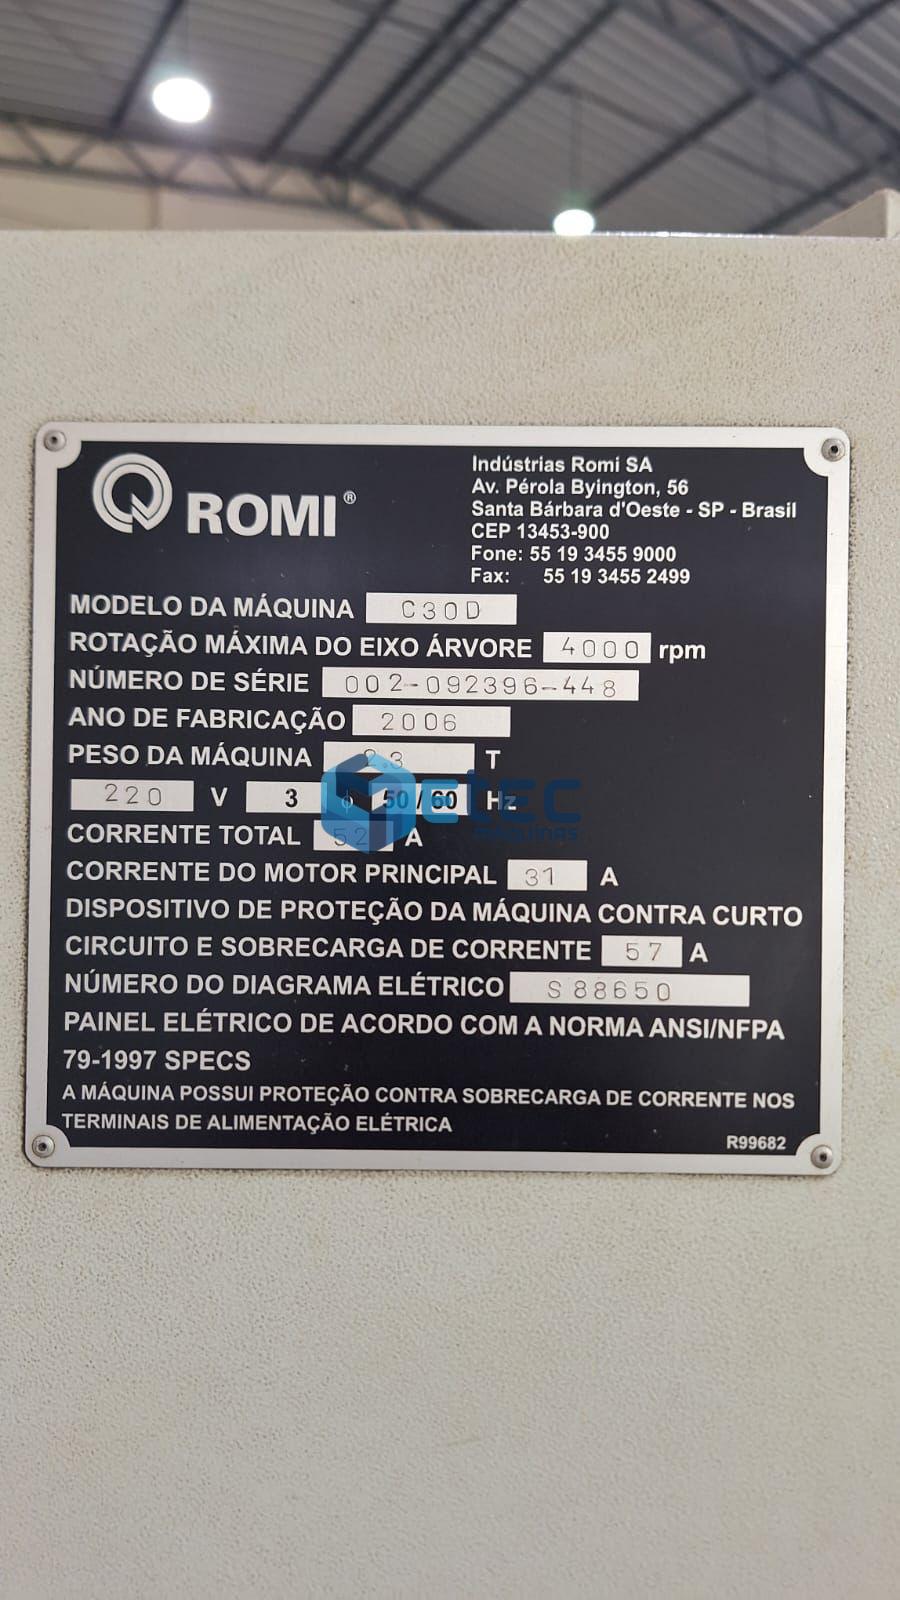 ROMI®
Indústrias Romi SA
Av. Pérola Byington, 56
Santa Bárbara d'Oeste - SP - Brasil
CEP 13453-900
Fone: 55 19 3455 9000
Fax: 55 19 3455 2499
MODELO DA MÁQUINA C30D
ROTAÇÃO MÁXIMA DO EIXO ÁRVORE 4000 rpm
NÚMERO DE SÉRIE 002-092396-448
ANO DE FABRICAÇÃO 2006
PESO DA MÁQUINA 2.3 T
220 V 3 ϕ 50/60 Hz
etec
MÁQUINAS
CORRENTE TOTAL 52 A
CORRENTE DO MOTOR PRINCIPAL 31 A
DISPOSITIVO DE PROTEÇÃO DA MÁQUINA CONTRA CURTO
CIRCUITO E SOBRECARGA DE CORRENTE 57 A
NÚMERO DO DIAGRAMA ELÉTRICO S88650
PAINEL ELÉTRICO DE ACORDO COM A NORMA ANSI/NFPA
79-1997 SPECS
A MÁQUINA POSSUI PROTEÇÃO CONTRA SOBRECARGA DE CORRENTE NOS
TERMINAIS DE ALIMENTAÇÃO ELÉTRICA
R99682